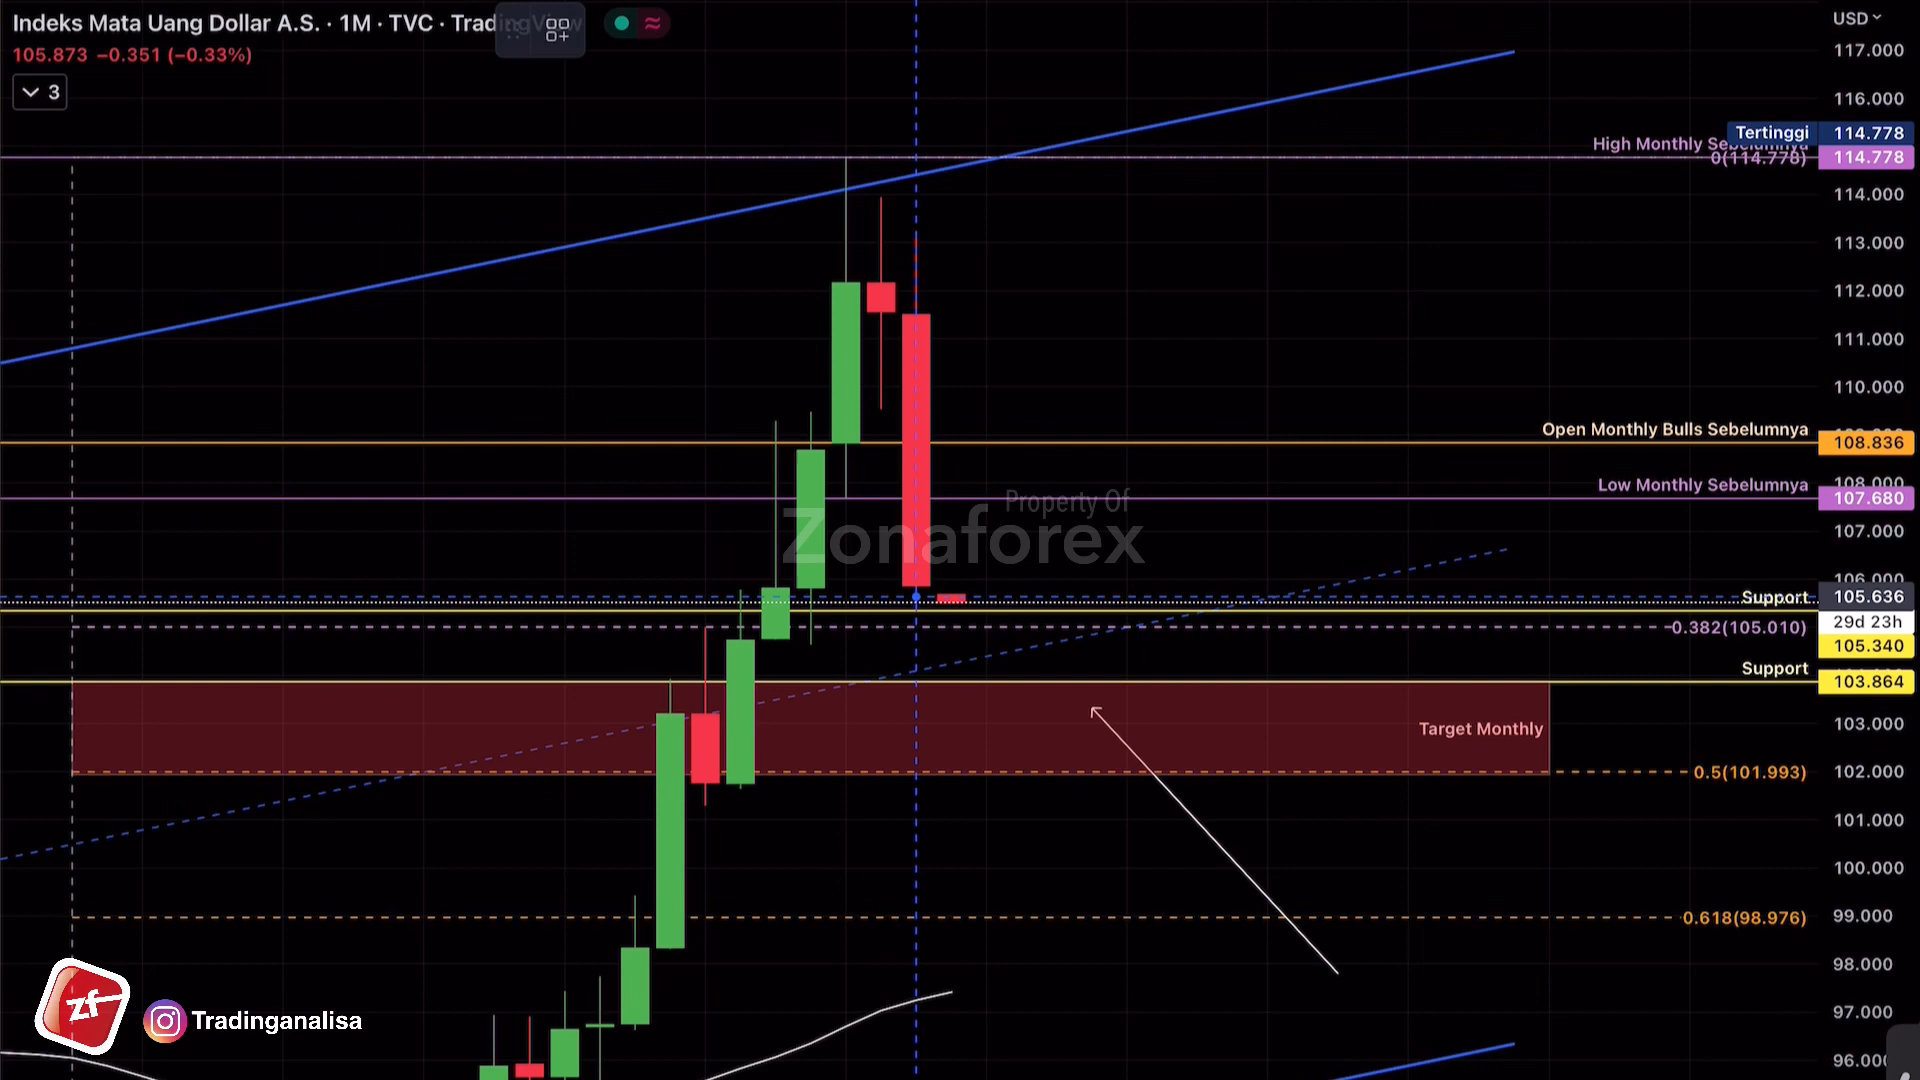 Indeks Mata Uang Dollar A.S. · 1M · TVC · TradingView
105.873 −0.351 (−0.33%)
3
USD
117.000
116.000
Tertinggi 114.778
High Monthly Sebelumnya
0(114.778) 114.778
114.000
113.000
112.000
111.000
110.000
Open Monthly Bulls Sebelumnya
108.836
108.000
Low Monthly Sebelumnya
107.680
Property Of
Zonaforex
107.000
106.000
Support 105.636
29d 23h
0.382(105.010)
105.340
Support
103.864
103.000
Target Monthly
102.000
0.5(101.993)
101.000
100.000
99.000
0.618(98.976)
98.000
97.000
96.000
zf
Tradinganalisa